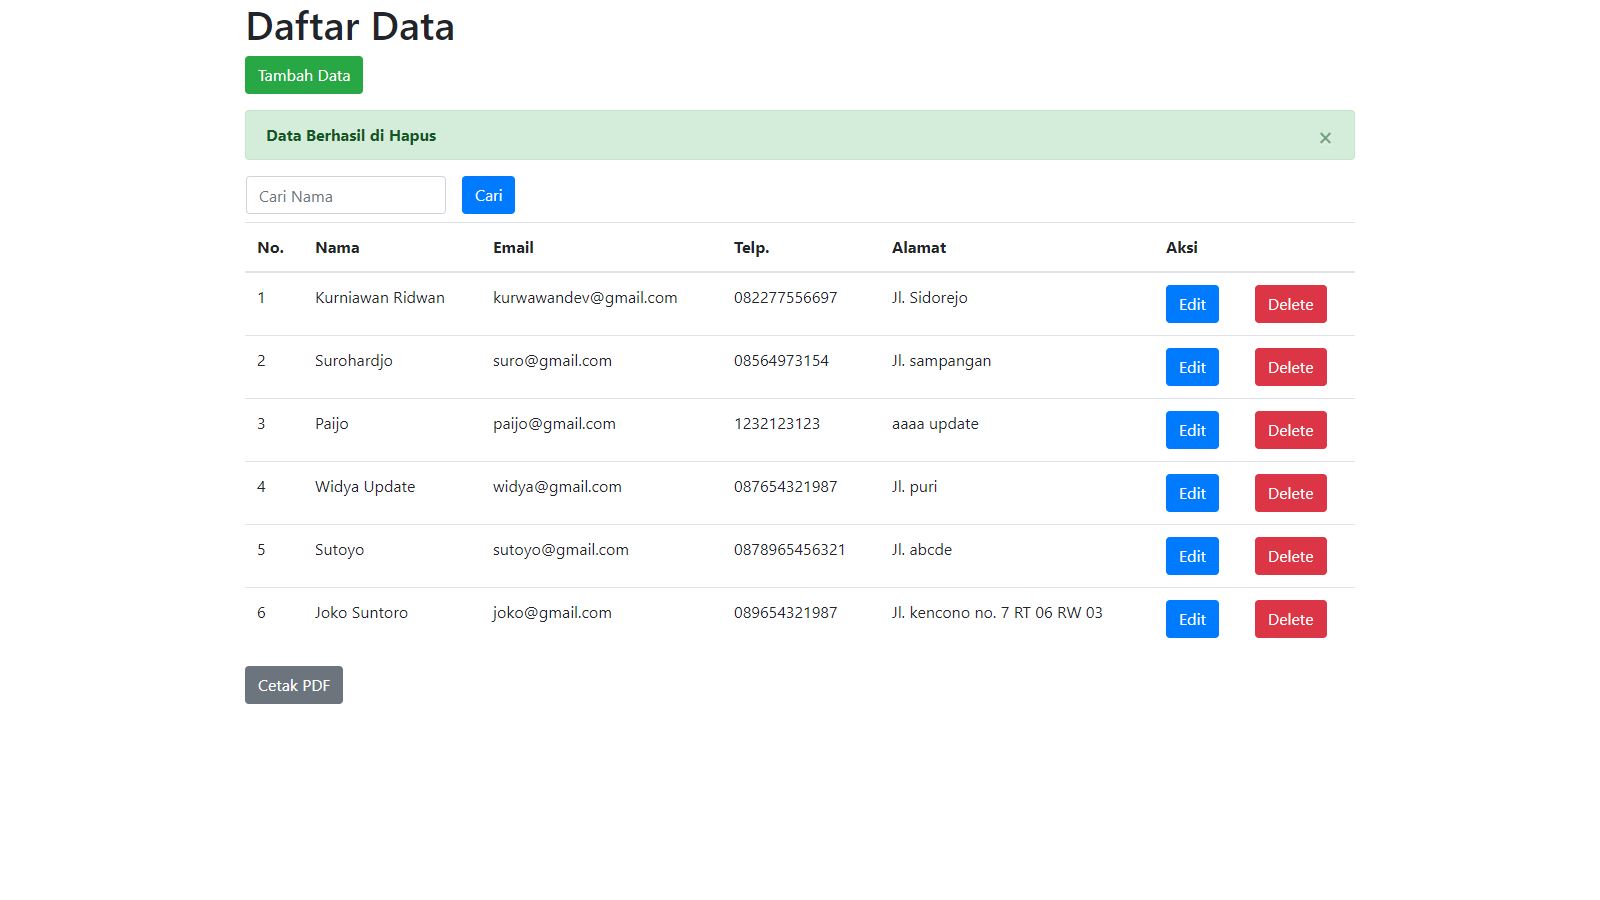 Daftar Data
Tambah Data
Data Berhasil di Hapus ×
Cari Nama Cari
No. Nama Email Telp. Alamat Aksi
1 Kurniawan Ridwan kurwawandev@gmail.com 082277556697 Jl. Sidorejo Edit Delete
2 Surohardjo suro@gmail.com 08564973154 Jl. sampangan Edit Delete
3 Paijo paijo@gmail.com 1232123123 aaaa update Edit Delete
4 Widya Update widya@gmail.com 087654321987 Jl. puri Edit Delete
5 Sutoyo sutoyo@gmail.com 0878965456321 Jl. abcde Edit Delete
6 Joko Suntoro joko@gmail.com 089654321987 Jl. kencono no. 7 RT 06 RW 03 Edit Delete
Cetak PDF